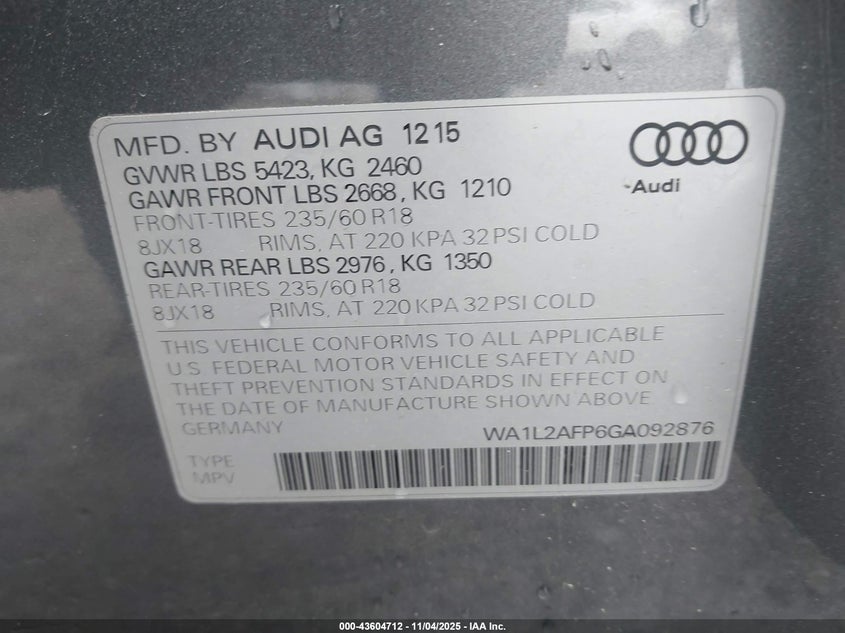 MFD. BY AUDI AG 12 15
GVWR LBS 5423, KG 2460
GAWR FRONT LBS 2668, KG 1210
FRONT-TIRES 235/60 R18
8JX18 RIMS, AT 220 KPA 32 PSI COLD
GAWR REAR LBS 2976, KG 1350
REAR-TIRES 235/60 R18
8JX18 RIMS, AT 220 KPA 32 PSI COLD
Audi
THIS VEHICLE CONFORMS TO ALL APPLICABLE
U.S. FEDERAL MOTOR VEHICLE SAFETY AND
THEFT PREVENTION STANDARDS IN EFFECT ON
THE DATE OF MANUFACTURE SHOWN ABOVE
GERMANY WA1L2AFP6GA092876
TYPE
MPV
000-43604712 - 11/04/2025 - IAA Inc.